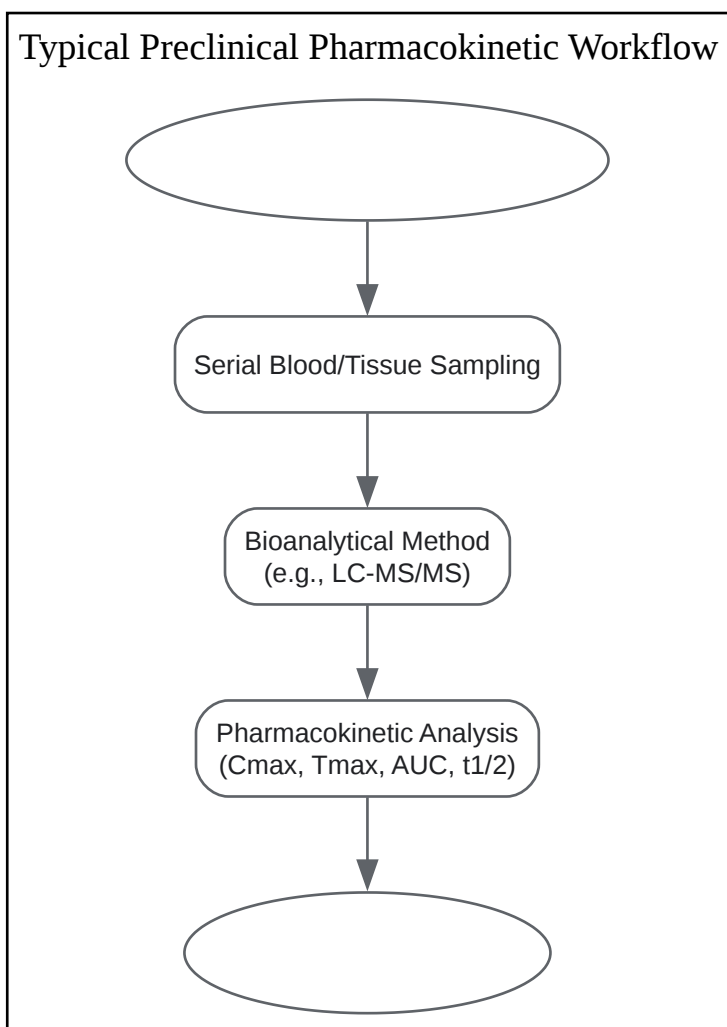 Typical Preclinical Pharmacokinetic Workflow
Serial Blood/Tissue Sampling
Bioanalytical Method
(e.g., LC-MS/MS)
Pharmacokinetic Analysis
(Cmax, Tmax, AUC, t1/2)